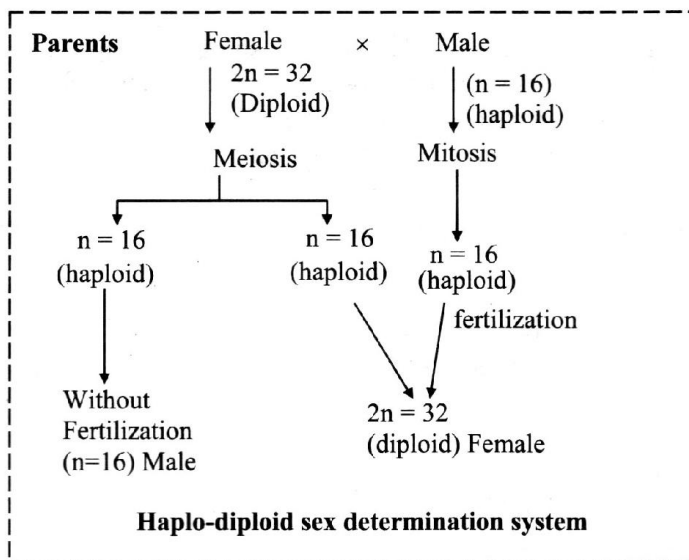 Parents Female × Male
2n = 32
(Diploid)
(n = 16)
(haploid)
Meiosis
Mitosis
n = 16
(haploid)
n = 16
(haploid)
n = 16
(haploid)
fertilization
Without
Fertilization
(n=16) Male
2n = 32
(diploid) Female
Haplo-diploid sex determination system